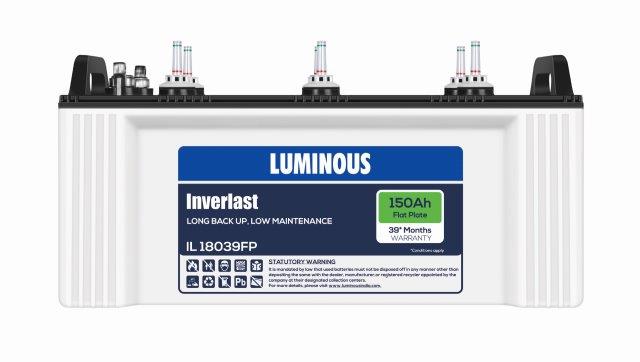 LUMINOUS
Inverlast
LONG BACK UP, LOW MAINTENANCE
150Ah
Flat Plate
39* Months
WARRANTY
*Conditions apply
IL 18039FP
STATUTORY WARNING
It is mandated by law that used batteries must not be disposed off in any manner other than
depositing the same with the dealer, manufacturer or registered recycler appointed by the
company at their designated collection centers.
For more details, please visit www.luminousindia.com.
Pb